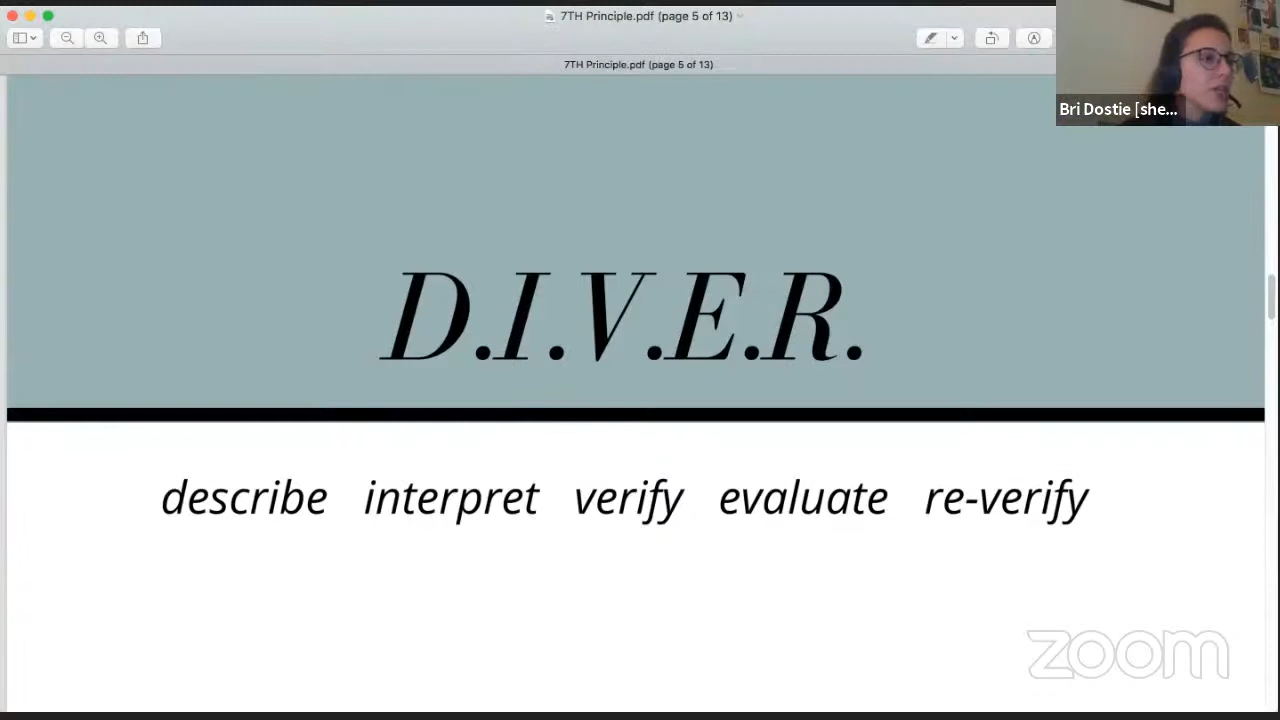 7TH Principle.pdf (page 5 of 13)
7TH Principle.pdf (page 5 of 13)
Bri Dostie [she...
D.I.V.E.R.
describe interpret verify evaluate re-verify
zoom